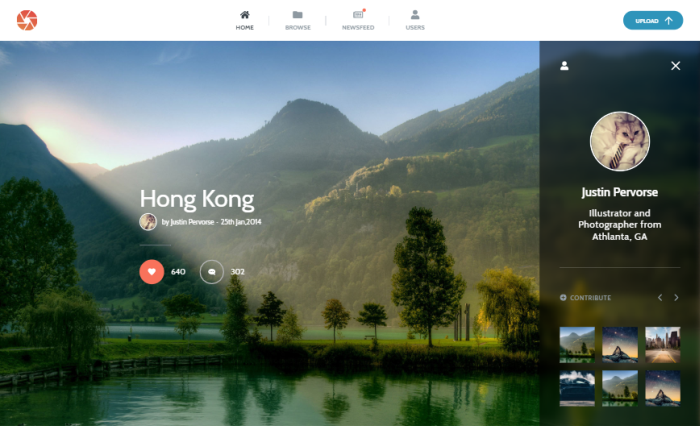 HOME
BROWSE
NEWSFEED
USERS
UPLOAD
Hong Kong
by Justin Pervorse - 25th Jan,2014
640
302
Justin Pervorse
Illustrator and
Photographer from
Athlanta, GA
CONTRIBUTE